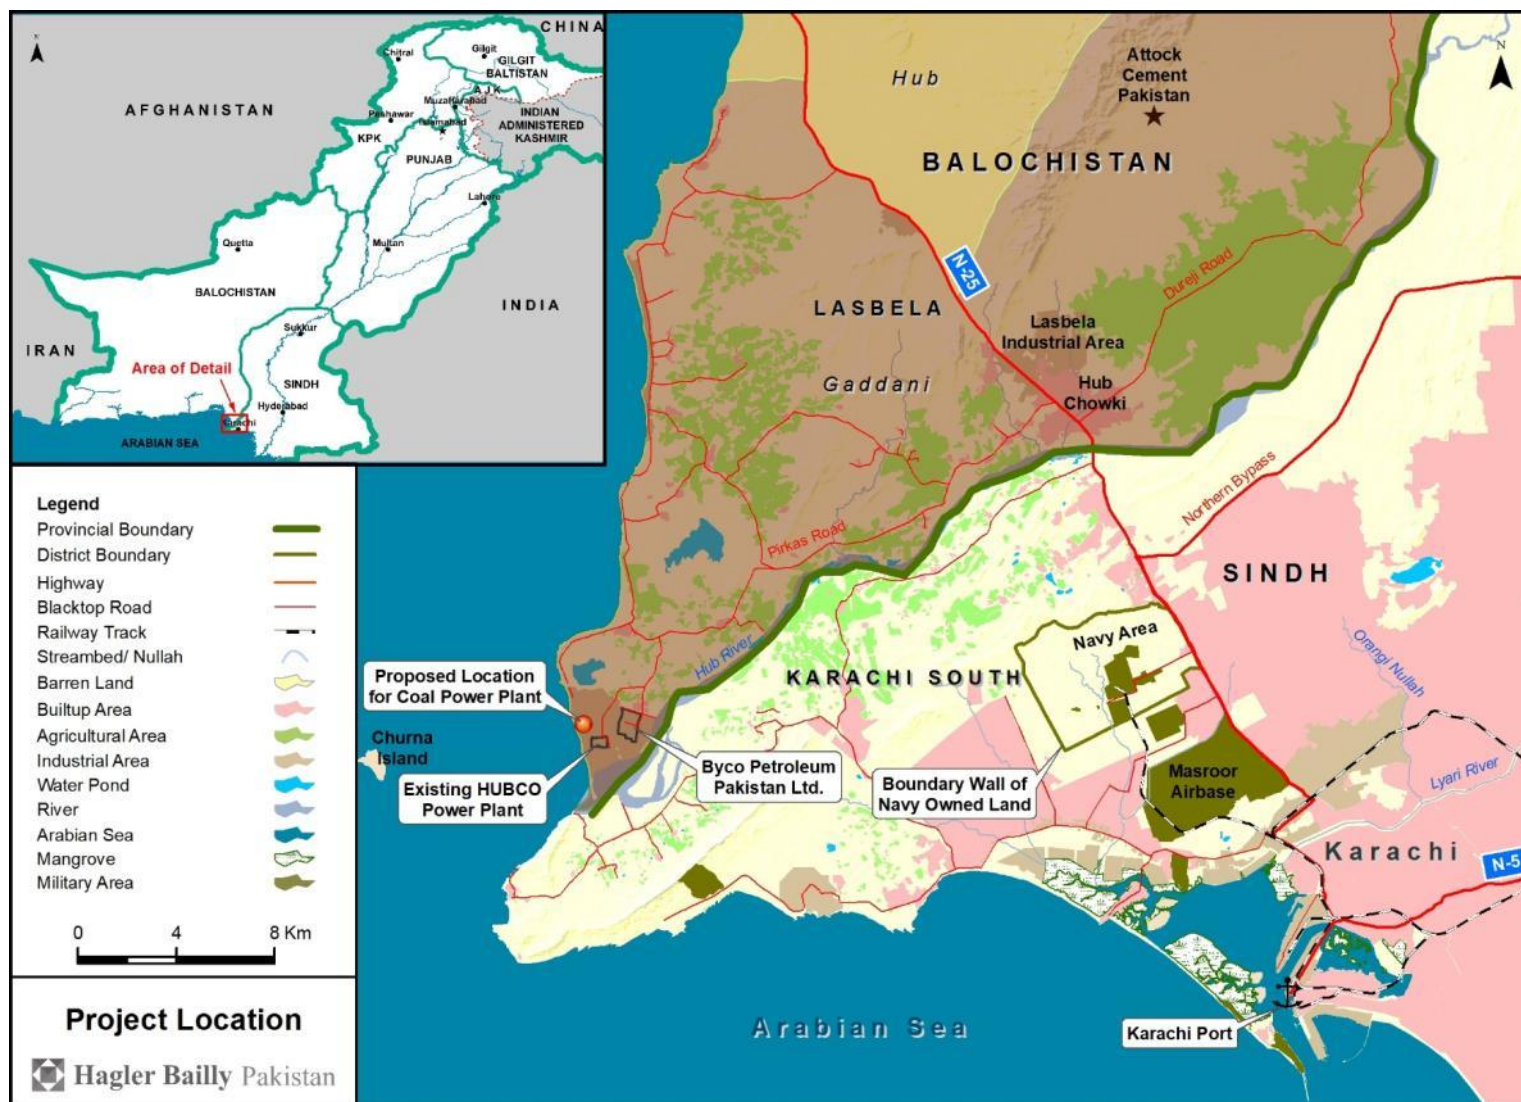 N
CHINA
Chitral
Gilgit
GILGIT
BALTISTAN
AFGHANISTAN
AJK
Muzaffarabad
Peshawar
Islamabad
INDIAN
ADMINISTERED
KASHMIR
KPK
PUNJAB
Lahore
Quetta
Multan
BALOCHISTAN
INDIA
Sukkur
IRAN
Area of Detail
SINDH
Hyderabad
ARABIAN SEA
Legend
Provincial Boundary
District Boundary
Highway
Blacktop Road
Railway Track
Streambed/ Nullah
Barren Land
Builtup Area
Agricultural Area
Industrial Area
Water Pond
River
Arabian Sea
Mangrove
Military Area
0 4 8 Km
Project Location
Hagler Bailly Pakistan
N
Hub
Attock
Cement
Pakistan
BALOCHISTAN
N-25
Dureji Road
LASBELA
Lasbela
Industrial Area
Gaddani
Hub
Chowki
Northern Bypass
Pirkas Road
SINDH
Navy Area
Orangi Nullah
Hub River
KARACHI SOUTH
Proposed Location
for Coal Power Plant
Churna
Island
Existing HUBCO
Power Plant
Byco Petroleum
Pakistan Ltd.
Boundary Wall of
Navy Owned Land
Masroor
Airbase
Lyari River
Karachi
N-5
Arabian Sea
Karachi Port